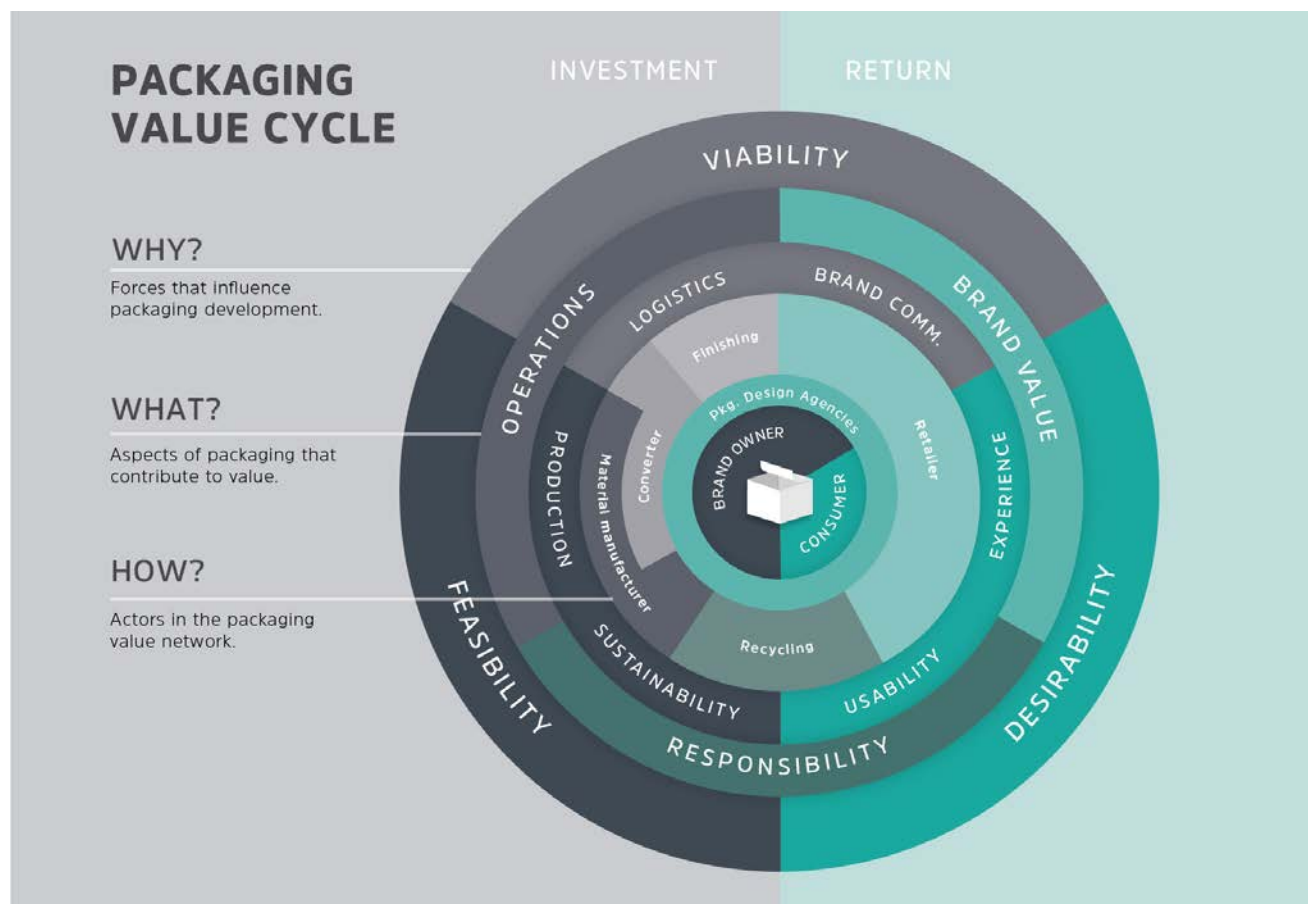 PACKAGING
VALUE CYCLE
INVESTMENT
RETURN
WHY?
Forces that influence
packaging development.
WHAT?
Aspects of packaging that
contribute to value.
HOW?
Actors in the packaging
value network.
VIABILITY
FEASIBILITY
DESIRABILITY
OPERATIONS
BRAND VALUE
RESPONSIBILITY
LOGISTICS
BRAND COMM.
PRODUCTION
EXPERIENCE
SUSTAINABILITY
USABILITY
Finishing
Converter
Material manufacturer
Retailer
Recycling
Pkg. Design Agencies
BRAND OWNER
CONSUMER